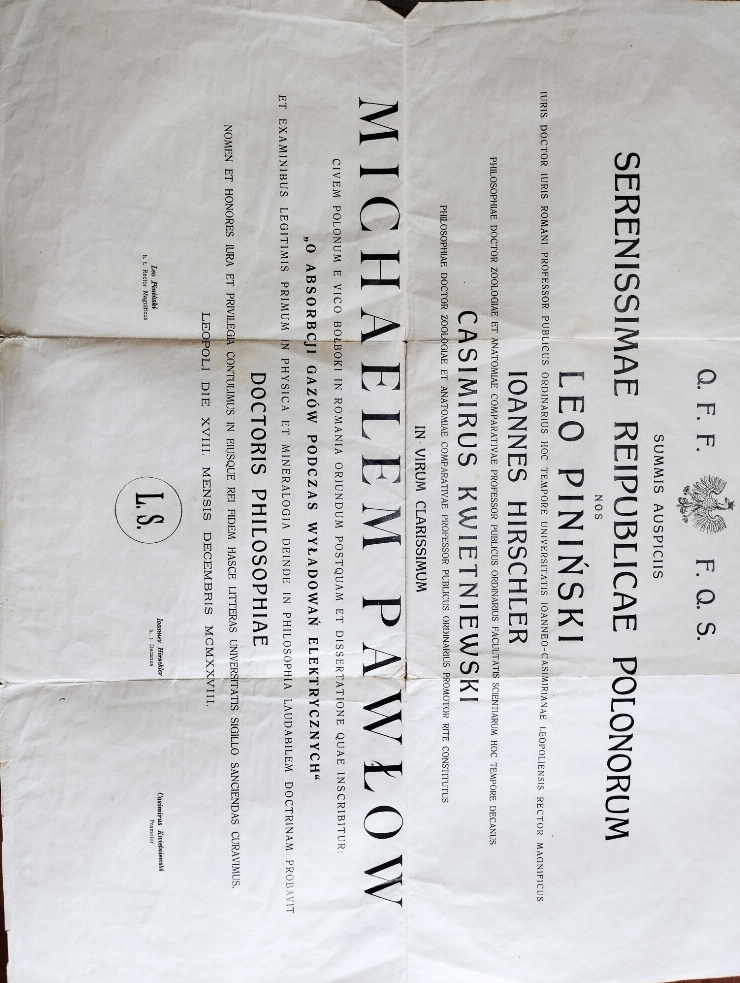 Q. F. F. F. Q. S.
SUMMIS AUSPICIIS
SERENISSIMAE REIPUBLICAE POLONORUM
NOS
LEO PINIŃSKI
IURIS DOCTOR IURIS ROMANI PROFESSOR PUBLICUS ORDINARIUS HOC TEMPORE UNIVERSITATIS IOANNEO-CASIMIRIANAE LEOPOLIENSIS RECTOR MAGNIFICUS
IOANNES HIRSCHLER
PHILOSOPHIAE DOCTOR ZOOLOGIAE ET ANATOMIAE COMPARATIVAE PROFESSOR PUBLICUS ORDINARIUS FACULTATIS SCIENTIARUM HOC TEMPORE DECANUS
CASIMIRUS KWIETNIEWSKI
PHILOSOPHIAE DOCTOR ZOOLOGIAE ET ANATOMIAE COMPARATIVAE PROFESSOR PUBLICUS ORDINARIUS PROMOTOR RITE CONSTITUTUS
IN VIRUM CLARISSIMUM
MICHAELEM PAWŁOW
CIVEM POLONUM E VICO BOŁBOKI IN ROMANIA ORIUNDUM POSTQUAM ET DISSERTATIONE QUAE INSCRIBITUR:
„O ABSORBCJI GAZÓW PODCZAS WYŁADOWAŃ ELEKTRYCZNYCH“
ET EXAMINIBUS LEGITIMIS PRIMUM IN PHYSICA ET MINERALOGIA DEINDE IN PHILOSOPHIA LAUDABILEM DOCTRINAM PROBAVIT
DOCTORIS PHILOSOPHIAE
NOMEN ET HONORES IURA ET PRIVILEGIA CONTULIMUS IN EIUSQUE REI FIDEM HASCE LITTERAS UNIVERSITATIS SIGILLO SANCIENDAS CURAVIMUS.
LEOPOLI DIE XVIII. MENSIS DECEMBRIS MCMXXVIII.
Leo Piniński
h. t. Rector Magnificus
L. S.
Ioannes Hirschler
h. t. Decanus
Casimirus Kwietniewski
Promotor